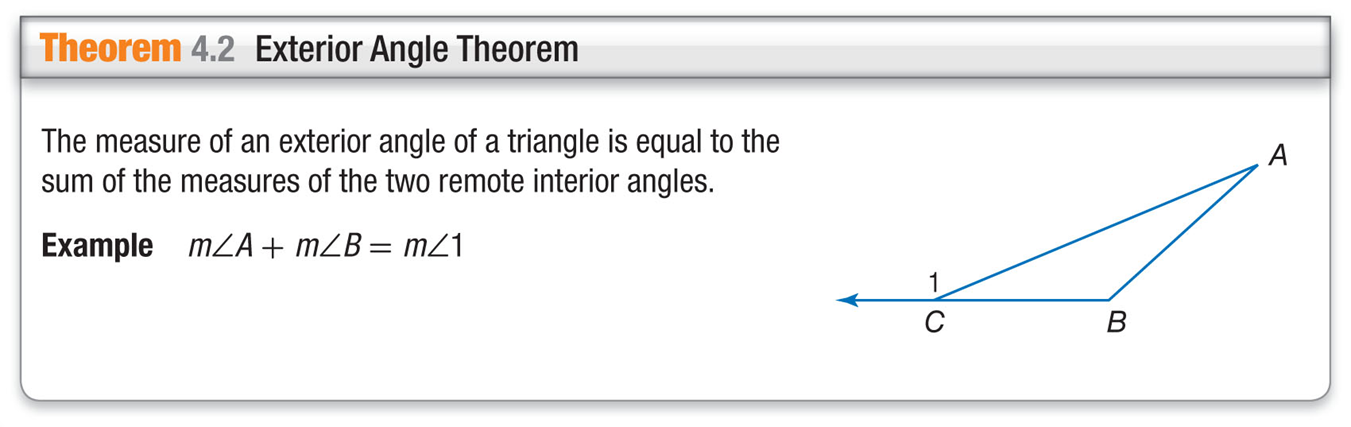 Theorem 4.2 Exterior Angle Theorem
The measure of an exterior angle of a triangle is equal to the
sum of the measures of the two remote interior angles.
Example m∠A + m∠B = m∠1
A
1
C
B